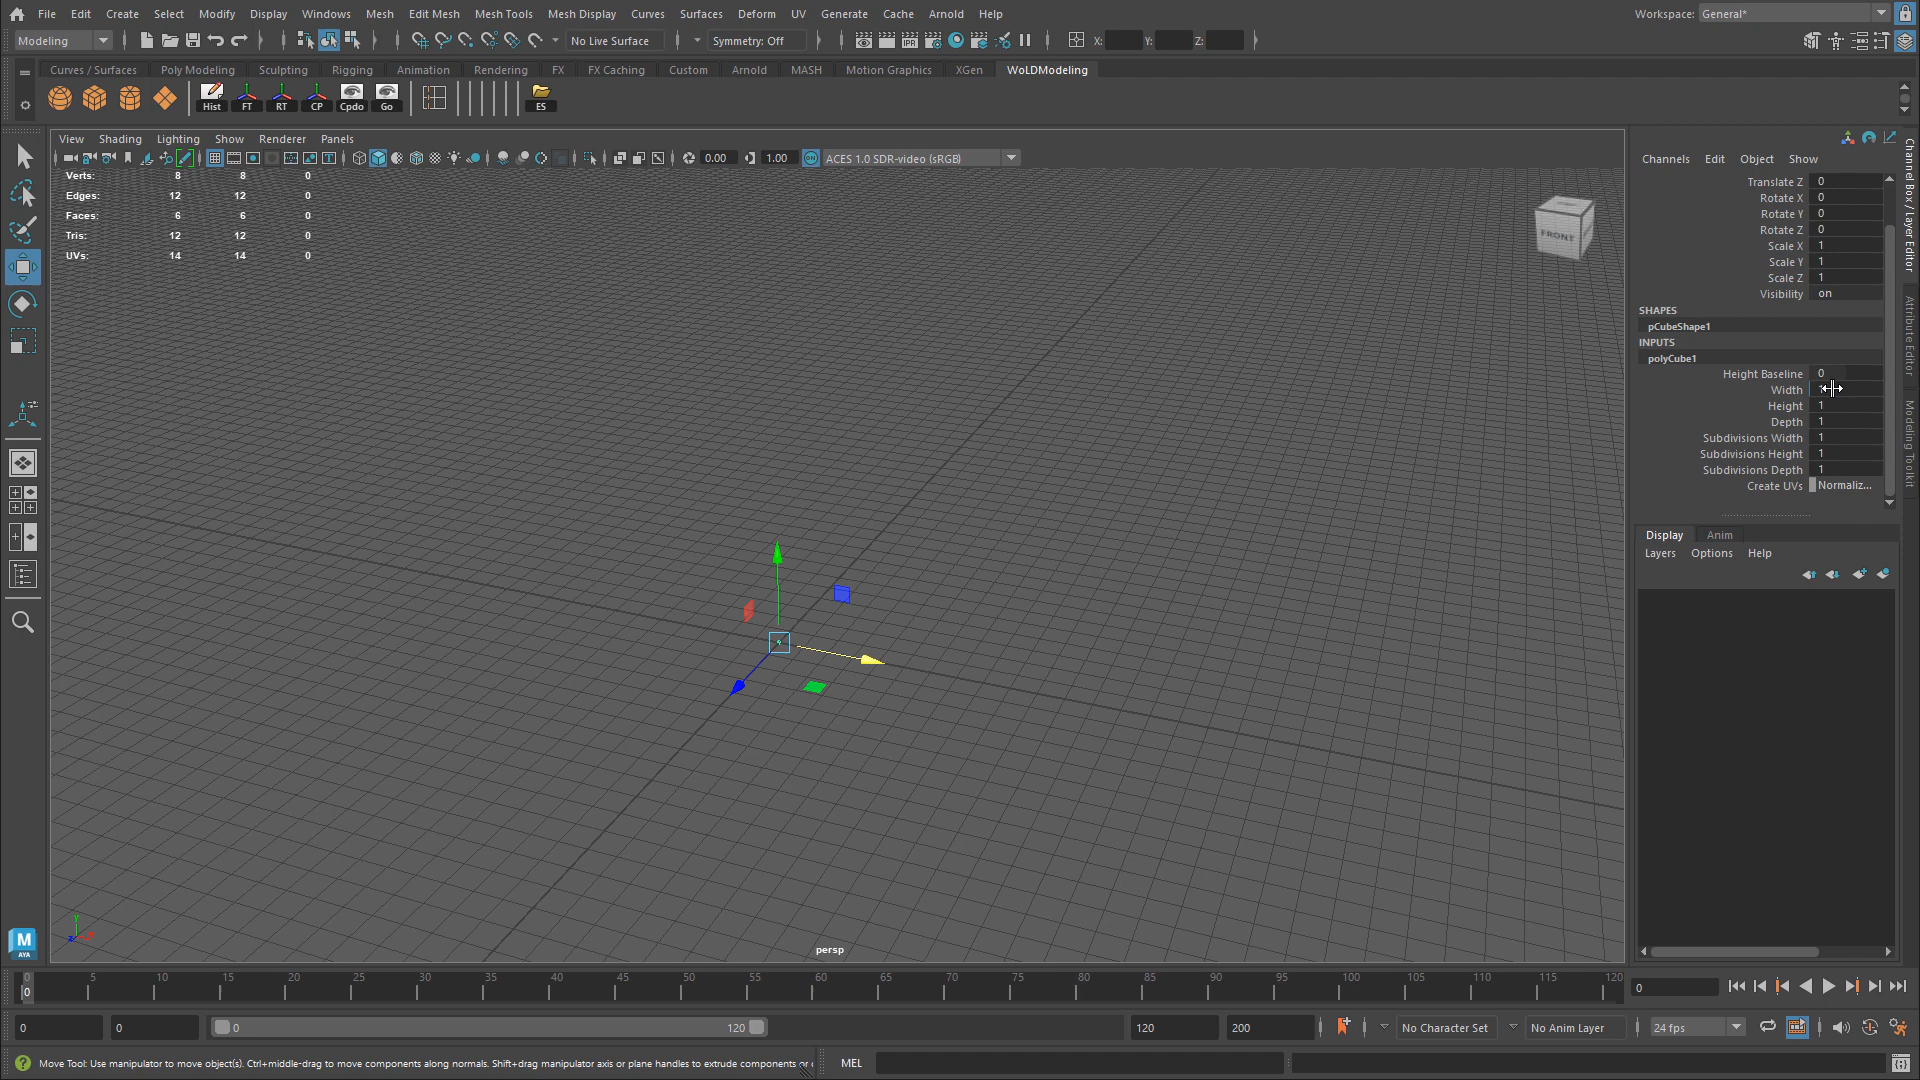 File Edit Create Select Modify Display Windows Mesh Edit Mesh Mesh Tools Mesh Display Curves Surfaces Deform UV Generate Cache Arnold Help Workspace: General*
Modeling No Live Surface Symmetry: Off IPR X: Y: Z:
Curves / Surfaces Poly Modeling Sculpting Rigging Animation Rendering FX FX Caching Custom Arnold MASH Motion Graphics XGen WoLDModeling
Hist FT RT CP Cpdo Go ES
View Shading Lighting Show Renderer Panels
0.00 1.00 ON ACES 1.0 SDR-video (sRGB)
Verts: 8 8 0
Edges: 12 12 0
Faces: 6 6 0
Tris: 12 12 0
UVs: 14 14 0
FRONT
persp
y
z x
Channels Edit Object Show
Translate Z 0
Rotate X 0
Rotate Y 0
Rotate Z 0
Scale X 1
Scale Y 1
Scale Z 1
Visibility on
SHAPES
pCubeShape1
INPUTS
polyCube1
Height Baseline 0
Width 1
Height 1
Depth 1
Subdivisions Width 1
Subdivisions Height 1
Subdivisions Depth 1
Create UVs Normaliz...
Display Anim
Layers Options Help
Channel Box / Layer Editor
Attribute Editor
Modeling Toolkit
M
AYA
0 5 10 15 20 25 30 35 40 45 50 55 60 65 70 75 80 85 90 95 100 105 110 115 120
0 0
0 0 0 120 120 200 No Character Set No Anim Layer 24 fps
Move Tool: Use manipulator to move object(s). Ctrl+middle-drag to move components along normals. Shift+drag manipulator axis or plane handles to extrude components or MEL